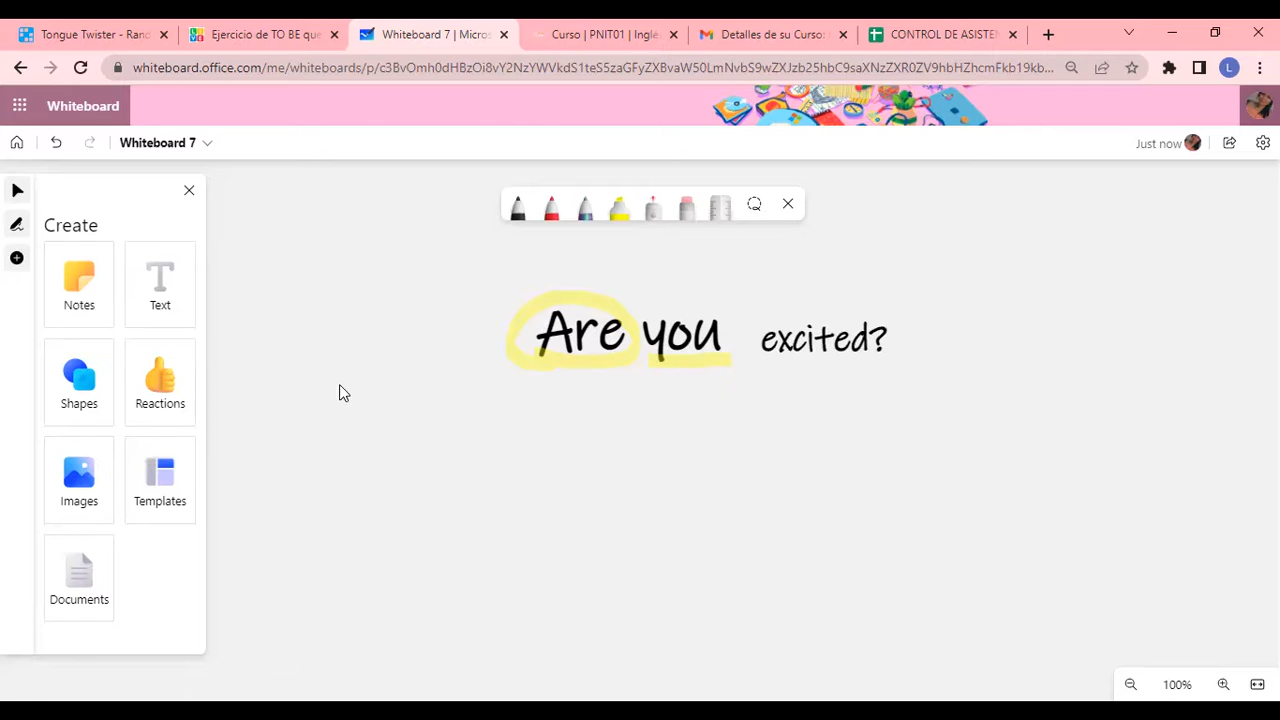 Tongue Twister - Ranc
Ejercicio de TO BE que
Whiteboard 7 | Micros
Curso | PNIT01 | Ingle
Detalles de su Curso:
CONTROL DE ASISTEN
whiteboard.office.com/me/whiteboards/p/c3BvOmh0dHBzOi8vY2NzYWVkdS1teS5zaGFyZXBvaW50LmNvbS9wZXJzb25hbC9saXNzZXR0ZV9hbHZhcmFkb19kb...
L
Whiteboard
Whiteboard 7
Just now
Create
Notes
Text
Shapes
Reactions
Images
Templates
Documents
Are you excited?
100%